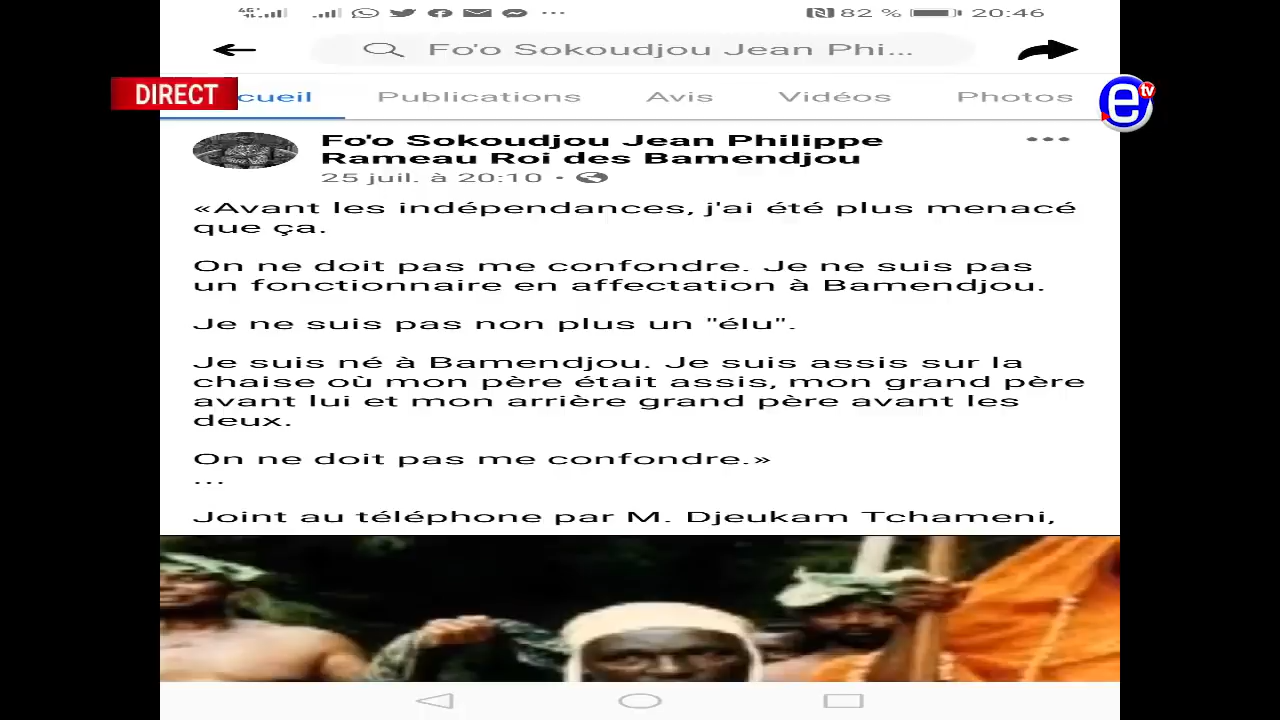 4G+ 82 % 20:46
Fo'o Sokoudjou Jean Phi...
DIRECT
cueil Publications Avis Vidéos Photos
e tv
Fo'o Sokoudjou Jean Philippe
Rameau Roi des Bamendjou
25 juil. à 20:10 •
«Avant les indépendances, j'ai été plus menacé
que ça.
On ne doit pas me confondre. Je ne suis pas
un fonctionnaire en affectation à Bamendjou.
Je ne suis pas non plus un "élu".
Je suis né à Bamendjou. Je suis assis sur la
chaise où mon père était assis, mon grand père
avant lui et mon arrière grand père avant les
deux.
On ne doit pas me confondre.»
...
Joint au téléphone par M. Djeukam Tchameni,